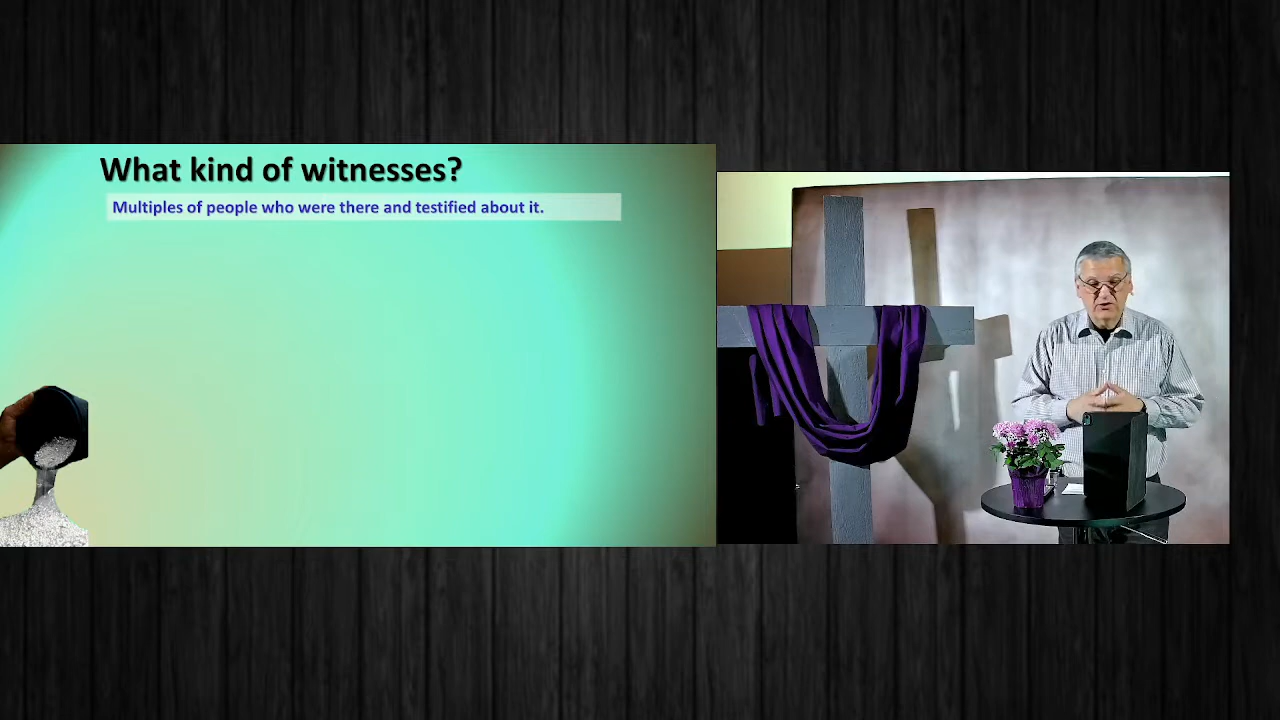 What kind of witnesses?
Multiples of people who were there and testified about it.